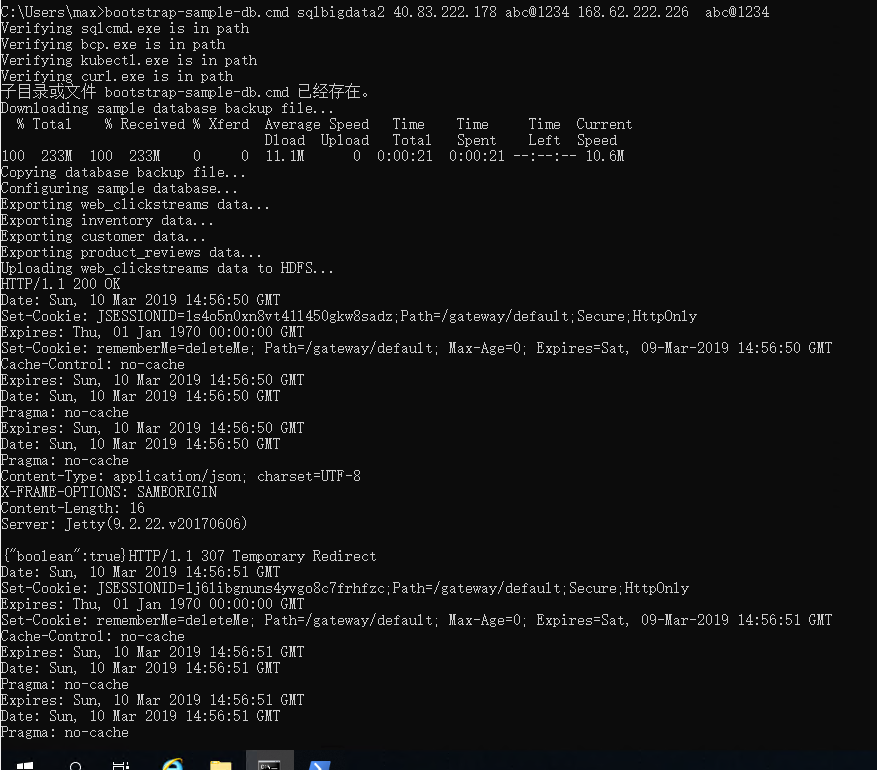 C:\Users\max>bootstrap-sample-db.cmd sqlbigdata2 40.83.222.178 abc@1234 168.62.222.226  abc@1234
Verifying sqlcmd.exe is in path
Verifying bcp.exe is in path
Verifying kubectl.exe is in path
Verifying curl.exe is in path
子目录或文件 bootstrap-sample-db.cmd 已经存在。
Downloading sample database backup file...
  % Total    % Received % Xferd  Average Speed   Time    Time     Time  Current
                                 Dload  Upload   Total   Spent    Left  Speed
100  233M  100  233M    0     0  11.1M      0  0:00:21  0:00:21 --:--:-- 10.6M
Copying database backup file...
Configuring sample database...
Exporting web_clickstreams data...
Exporting inventory data...
Exporting customer data...
Exporting product_reviews data...
Uploading web_clickstreams data to HDFS...
HTTP/1.1 200 OK
Date: Sun, 10 Mar 2019 14:56:50 GMT
Set-Cookie: JSESSIONID=1s4o5n0xn8vt411450gkw8sadz;Path=/gateway/default;Secure;HttpOnly
Expires: Thu, 01 Jan 1970 00:00:00 GMT
Set-Cookie: rememberMe=deleteMe; Path=/gateway/default; Max-Age=0; Expires=Sat, 09-Mar-2019 14:56:50 GMT
Cache-Control: no-cache
Expires: Sun, 10 Mar 2019 14:56:50 GMT
Date: Sun, 10 Mar 2019 14:56:50 GMT
Pragma: no-cache
Expires: Sun, 10 Mar 2019 14:56:50 GMT
Date: Sun, 10 Mar 2019 14:56:50 GMT
Pragma: no-cache
Content-Type: application/json; charset=UTF-8
X-FRAME-OPTIONS: SAMEORIGIN
Content-Length: 16
Server: Jetty(9.2.22.v20170606)
{"boolean":true}HTTP/1.1 307 Temporary Redirect
Date: Sun, 10 Mar 2019 14:56:51 GMT
Set-Cookie: JSESSIONID=1j61ibgnuns4yvgo8c7frhfzc;Path=/gateway/default;Secure;HttpOnly
Expires: Thu, 01 Jan 1970 00:00:00 GMT
Set-Cookie: rememberMe=deleteMe; Path=/gateway/default; Max-Age=0; Expires=Sat, 09-Mar-2019 14:56:51 GMT
Cache-Control: no-cache
Expires: Sun, 10 Mar 2019 14:56:51 GMT
Date: Sun, 10 Mar 2019 14:56:51 GMT
Pragma: no-cache
Expires: Sun, 10 Mar 2019 14:56:51 GMT
Date: Sun, 10 Mar 2019 14:56:51 GMT
Pragma: no-cache